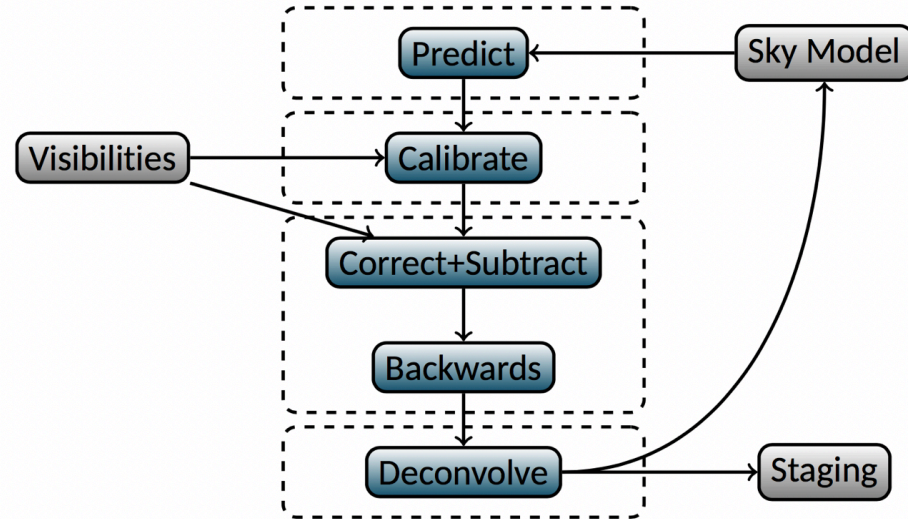 Predict
Sky Model
Visibilities
Calibrate
Correct+Subtract
Backwards
Deconvolve
Staging